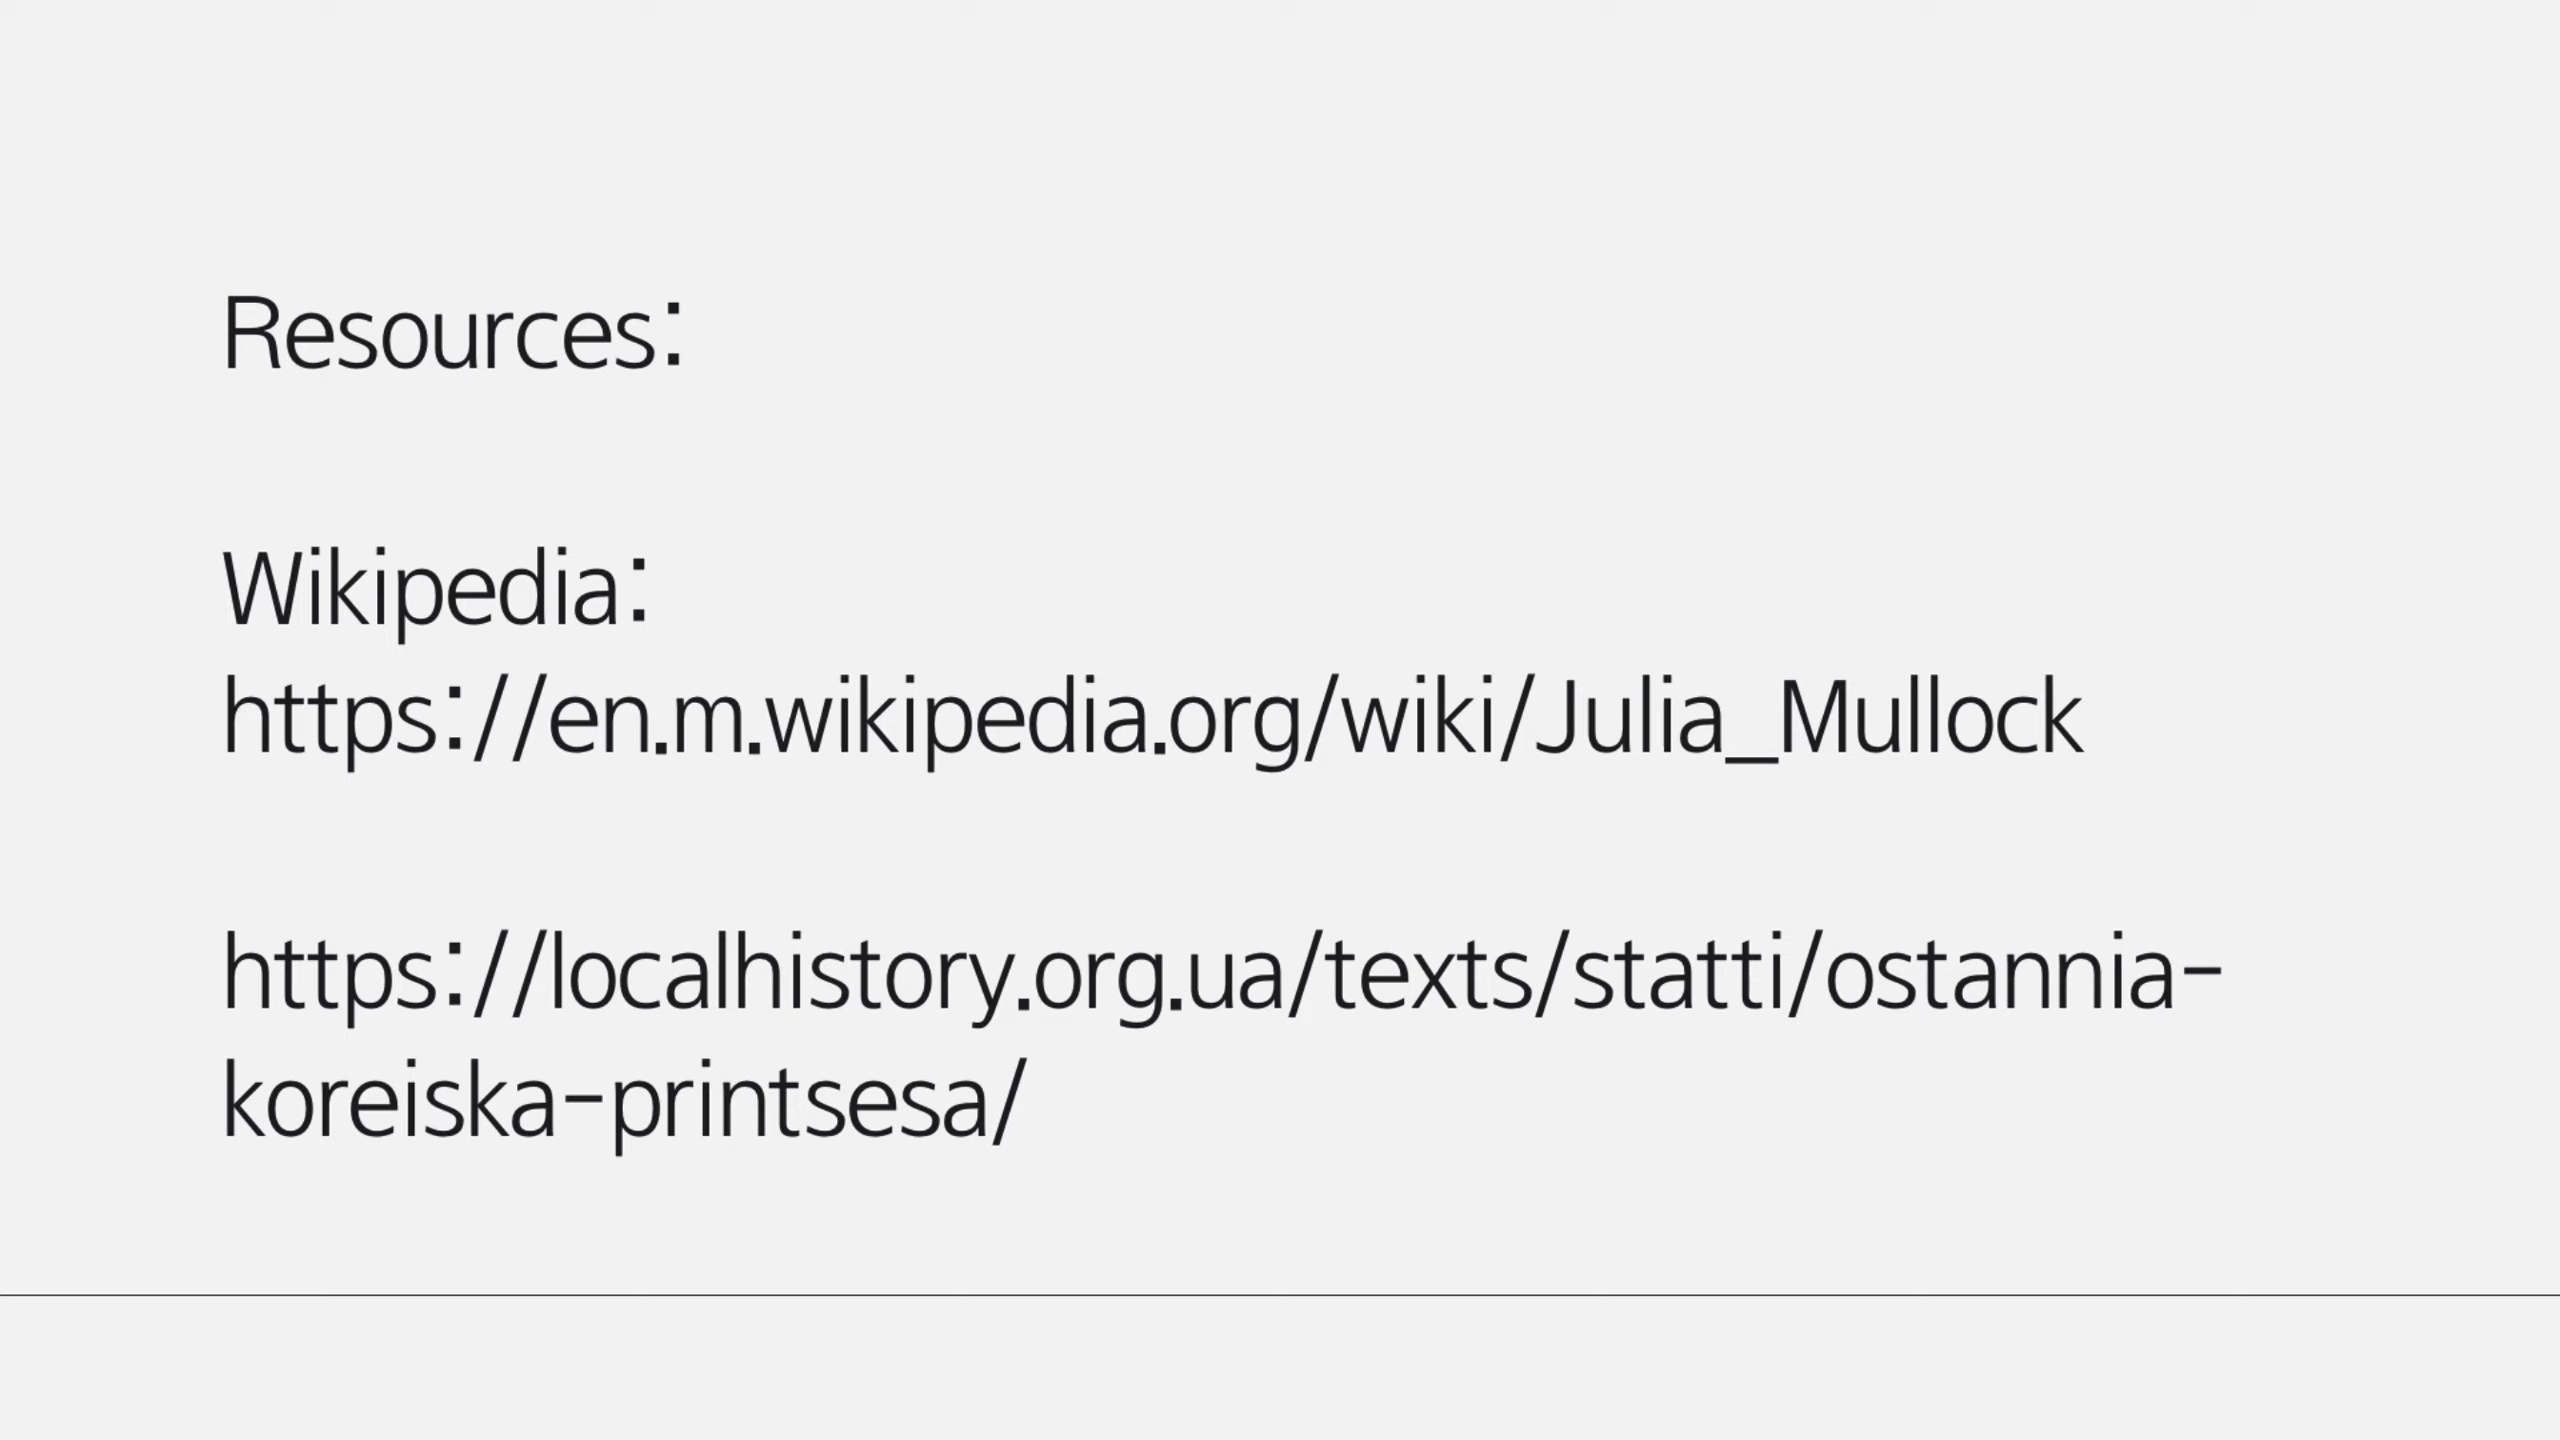 Resources:
Wikipedia:
https://en.m.wikipedia.org/wiki/Julia_Mullock
https://localhistory.org.ua/texts/statti/ostannia-
koreiska-printsesa/